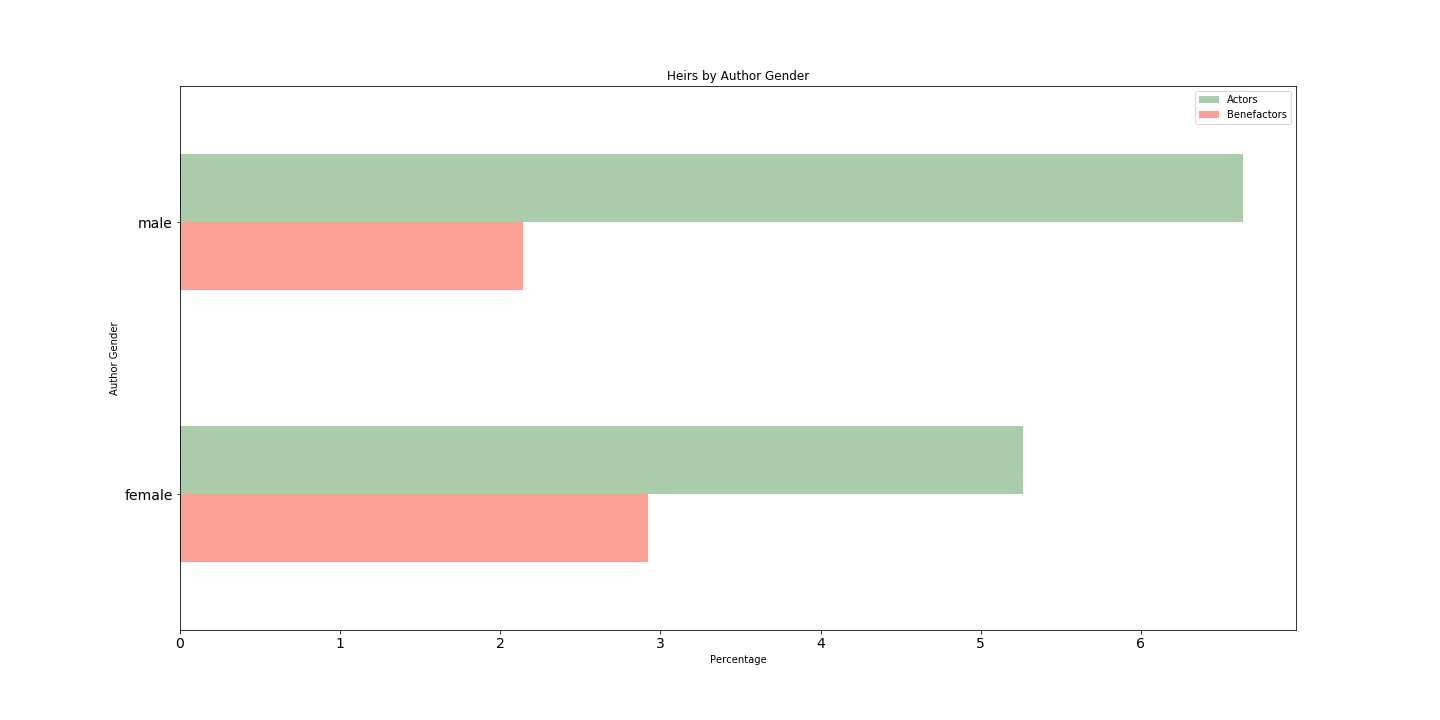 Heirs by Author Gender
Actors
Benefactors
male
Author Gender
female
0 1 2 3 4 5 6
Percentage